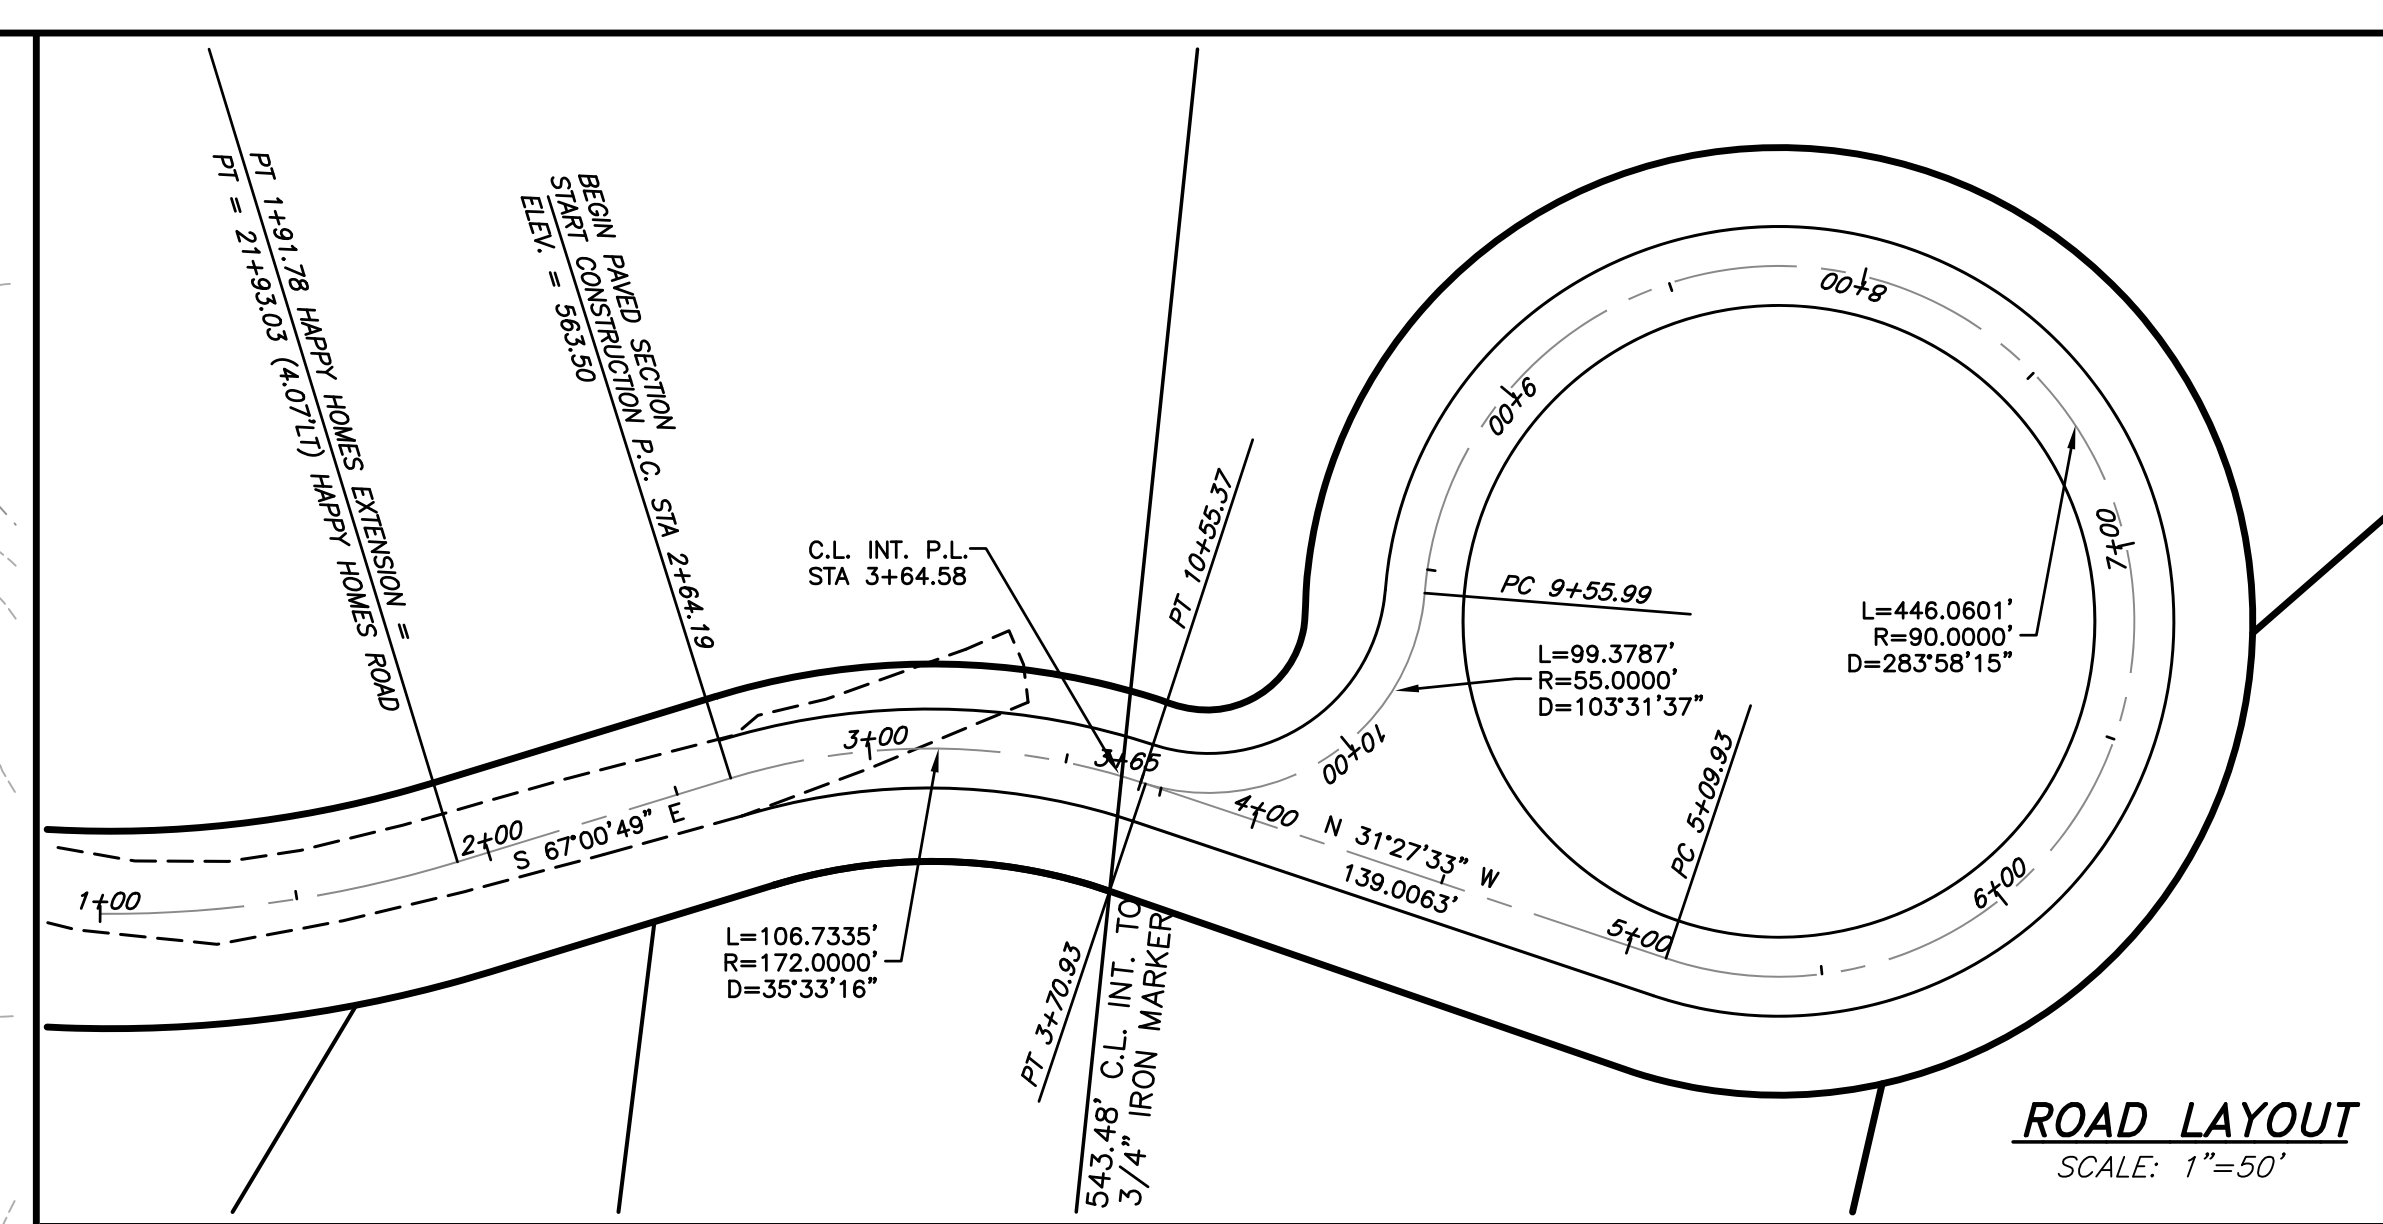 PT 1+91.78 HAPPY HOMES EXTENSION =
PT = 21+93.03 (4.07'LT) HAPPY HOMES ROAD
BEGIN PAVED SECTION
START CONSTRUCTION P.C. STA 2+64.19
ELEV. = 563.50
C.L. INT. P.L.
STA 3+64.58
PT 10+55.37
PC 9+55.99
L=99.3787'
R=55.0000'
D=103°31'37"
L=446.0601'
R=90.0000'
D=283°58'15"
8+00
9+00
7+00
10+00
6+00
PC 5+09.93
1+00
2+00
S 67°00'49" E
3+00
3+65
4+00
N 31°27'33" W
139.0063'
5+00
L=106.7335'
R=172.0000'
D=35°33'16"
PT 3+70.93
543.48' C.L. INT. TO
3/4" IRON MARKER
ROAD LAYOUT
SCALE: 1"=50'